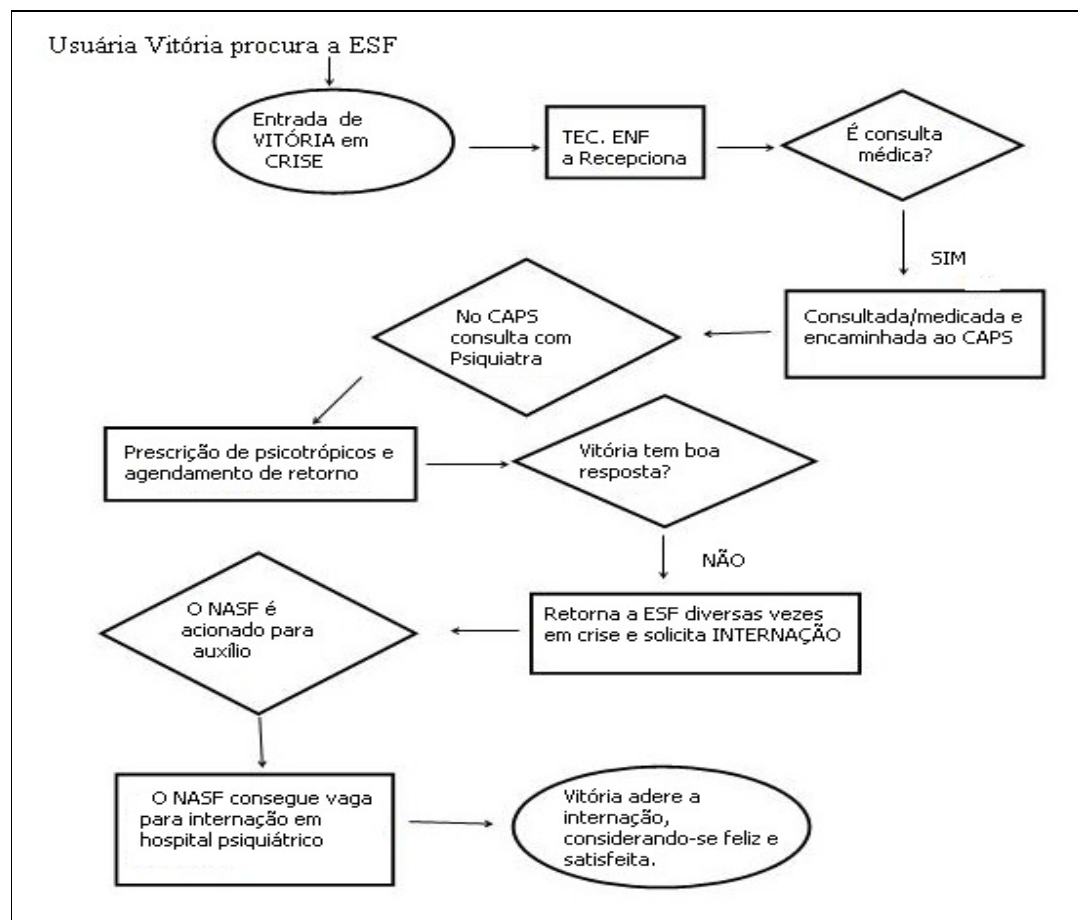 Usuária Vitória procura a ESF
Entrada de
VITÓRIA em
CRISE
TEC. ENF
a Recepciona
É consulta
médica?
SIM
Consultada/medicada e
encaminhada ao CAPS
No CAPS
consulta com
Psiquiatra
Prescrição de psicotrópicos e
agendamento de retorno
Vitória tem boa
resposta?
NÃO
Retorna a ESF diversas vezes
em crise e solicita INTERNAÇÃO
O NASF é
acionado para
auxílio
O NASF consegue vaga
para internação em
hospital psiquiátrico
Vitória adere a
internação,
considerando-se feliz e
satisfeita.